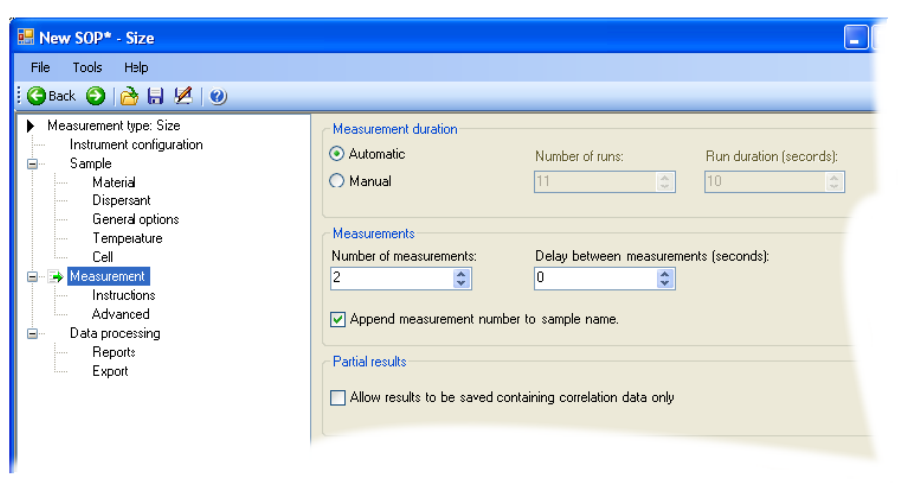 New SOP* - Size
File Tools Help
Back
Measurement type: Size
Instrument configuration
Sample
Material
Dispersant
General options
Temperature
Cell
Measurement
Instructions
Advanced
Data processing
Reports
Export
Measurement duration
Automatic
Number of runs:
Run duration (seconds):
Manual
11
10
Measurements
Number of measurements:
Delay between measurements (seconds):
2
0
Append measurement number to sample name.
Partial results
Allow results to be saved containing correlation data only